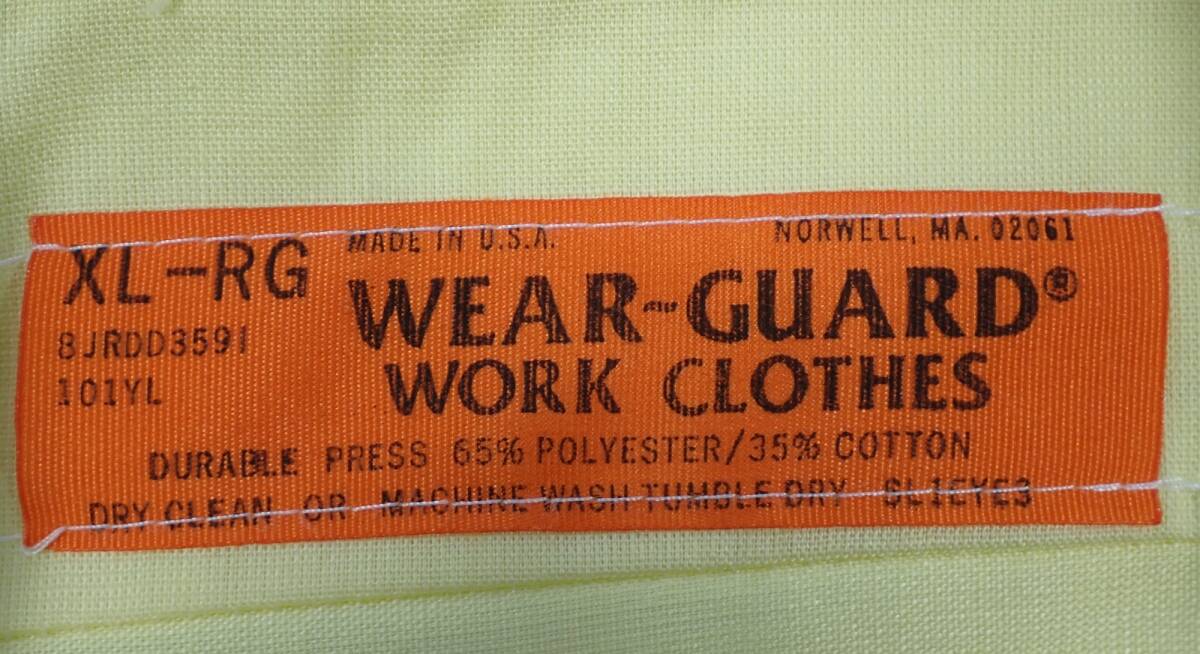 XL-RG
8JRDD3591
101YL
MADE IN U.S.A. NORWELL, MA. 02061
WEAR-GUARD®
WORK CLOTHES
DURABLE PRESS 65% POLYESTER/35% COTTON
DRY CLEAN OR MACHINE WASH TUMBLE DRY